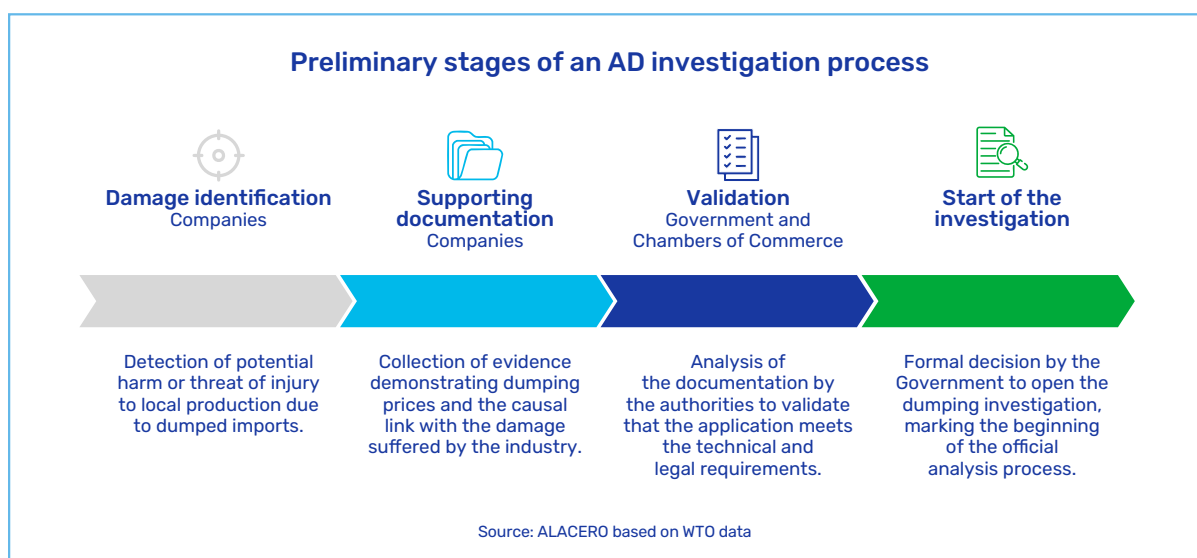 Preliminary stages of an AD investigation process
Damage identification
Companies
Supporting
documentation
Companies
Validation
Government and
Chambers of Commerce
Start of the
investigation
Detection of potential
harm or threat of injury
to local production due
to dumped imports.
Collection of evidence
demonstrating dumping
prices and the causal
link with the damage
suffered by the industry.
Analysis of
the documentation by
the authorities to validate
that the application meets
the technical and
legal requirements.
Formal decision by the
Government to open the
dumping investigation,
marking the beginning
of the official
analysis process.
Source: ALACERO based on WTO data